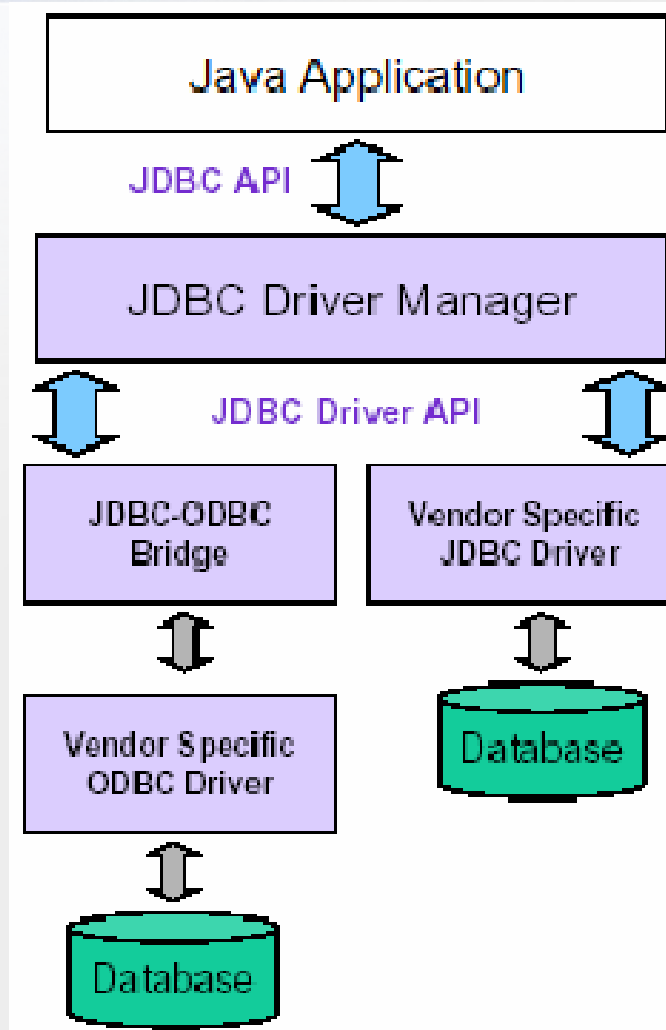 Java Application
JDBC API
JDBC Driver Manager
JDBC Driver API
JDBC-ODBC
Bridge
Vendor Specific
JDBC Driver
Vendor Specific
ODBC Driver
Database
Database